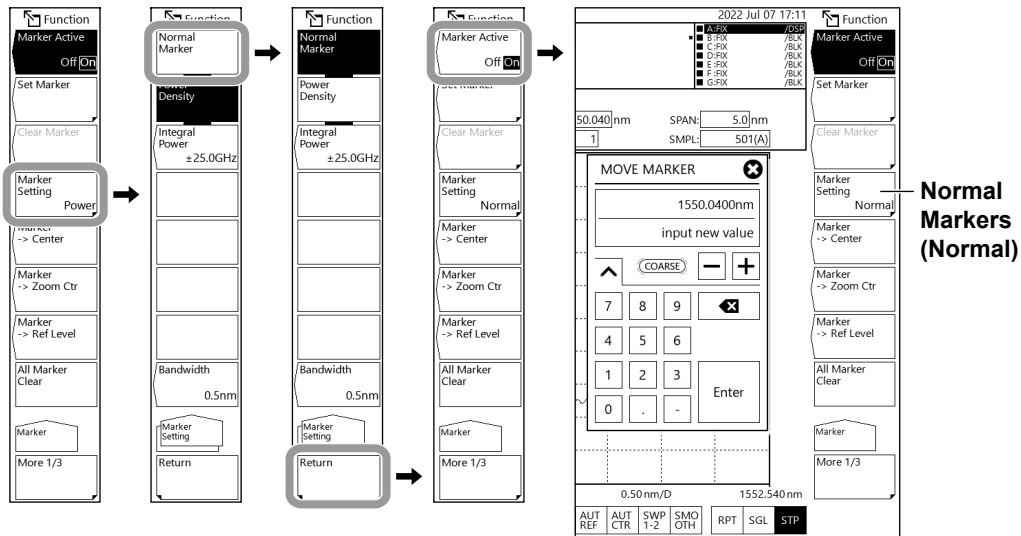 Function
Marker Active
Off On
Set Marker
Clear Marker
Marker
Setting
Power
Marker
-> Center
Marker
-> Zoom Ctr
Marker
-> Ref Level
All Marker
Clear
Marker
More 1/3
Function
Normal
Marker
Power
Density
Integral
Power
±25.0GHz
Bandwidth
0.5nm
Marker
Setting
Return
Function
Normal
Marker
Power
Density
Integral
Power
±25.0GHz
Bandwidth
0.5nm
Marker
Setting
Return
Function
Marker Active
Off On
Set Marker
Clear Marker
Marker
Setting
Normal
Marker
-> Center
Marker
-> Zoom Ctr
Marker
-> Ref Level
All Marker
Clear
Marker
More 1/3
2022 Jul 07 17:11
A:FIX /DSP
B:FIX /BLK
C:FIX /BLK
D:FIX /BLK
E:FIX /BLK
F:FIX /BLK
G:FIX /BLK
50.040 nm SPAN: 5.0 nm
1 SMPL: 501(A)
MOVE MARKER
1550.0400nm
input new value
COARSE - +
7 8 9
4 5 6
1 2 3
Enter
0 . -
0.50 nm/D 1552.540 nm
AUT REF
AUT CTR
SWP 1-2
SMO OTH
RPT SGL STP
Function
Marker Active
Off On
Set Marker
Clear Marker
Marker
Setting
Normal
Marker
-> Center
Marker
-> Zoom Ctr
Marker
-> Ref Level
All Marker
Clear
Marker
More 1/3
Normal
Markers
(Normal)